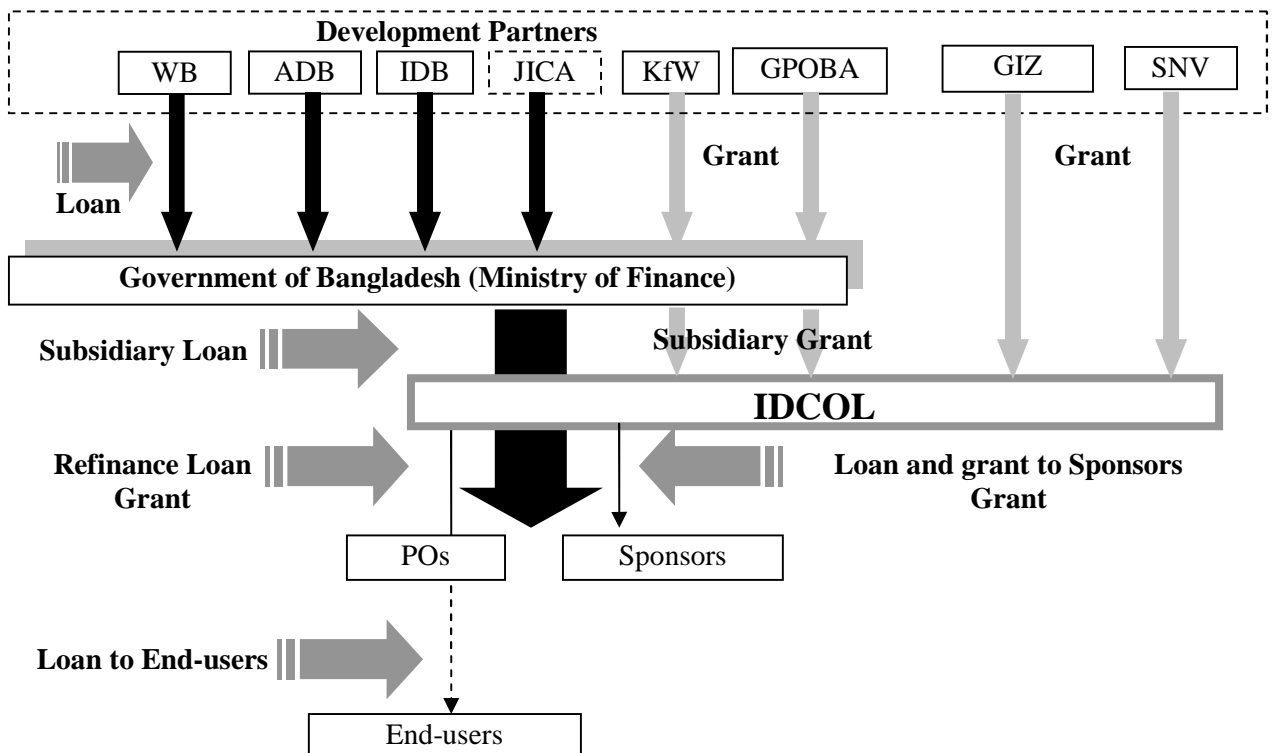 Development Partners
WB
ADB
IDB
JICA
KfW
GPOBA
GIZ
SNV
Grant
Grant
Loan
Government of Bangladesh (Ministry of Finance)
Subsidiary Loan
Subsidiary Grant
IDCOL
Refinance Loan
Grant
Loan and grant to Sponsors
Grant
POs
Sponsors
Loan to End-users
End-users